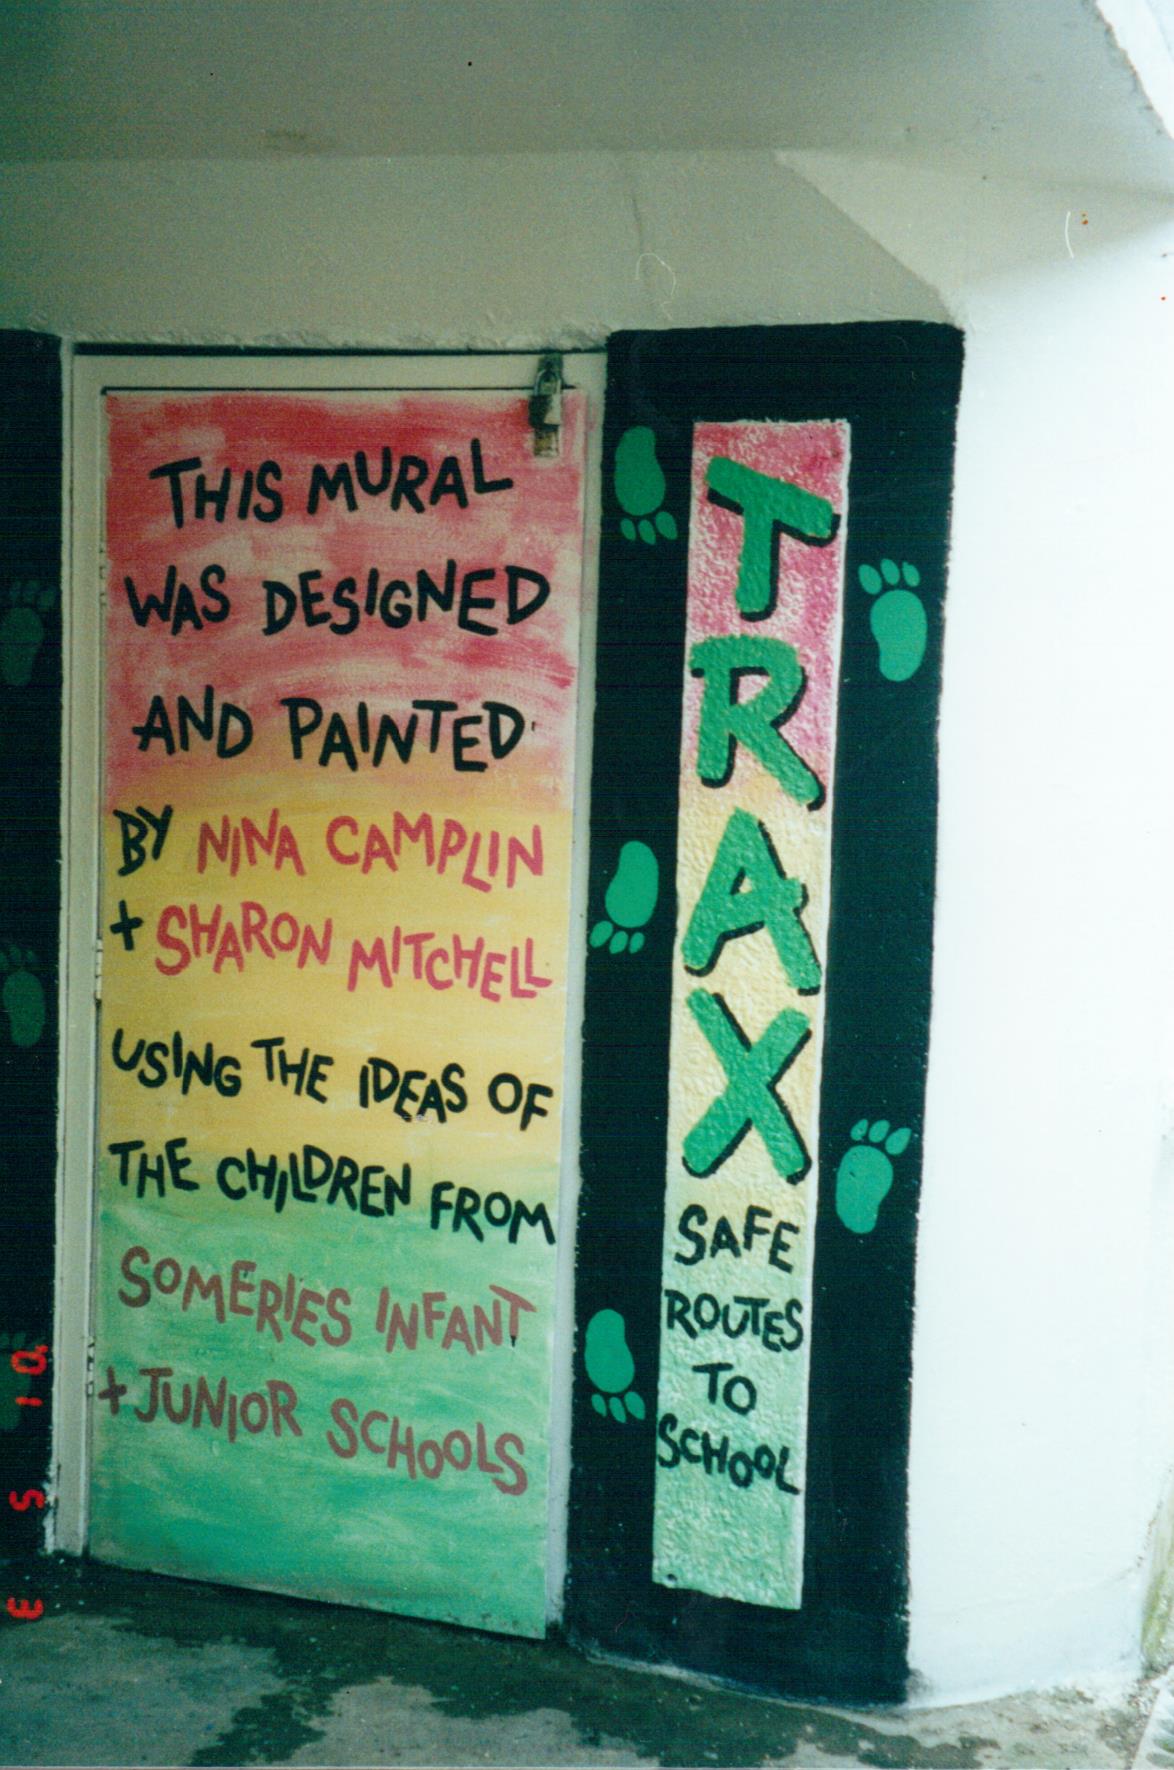 THIS MURAL
WAS DESIGNED
AND PAINTED
BY NINA CAMPLIN
+ SHARON MITCHELL
USING THE IDEAS OF
THE CHILDREN FROM
SOMERIES INFANT
+ JUNIOR SCHOOLS
TRAX
SAFE
ROUTES
TO
SCHOOL